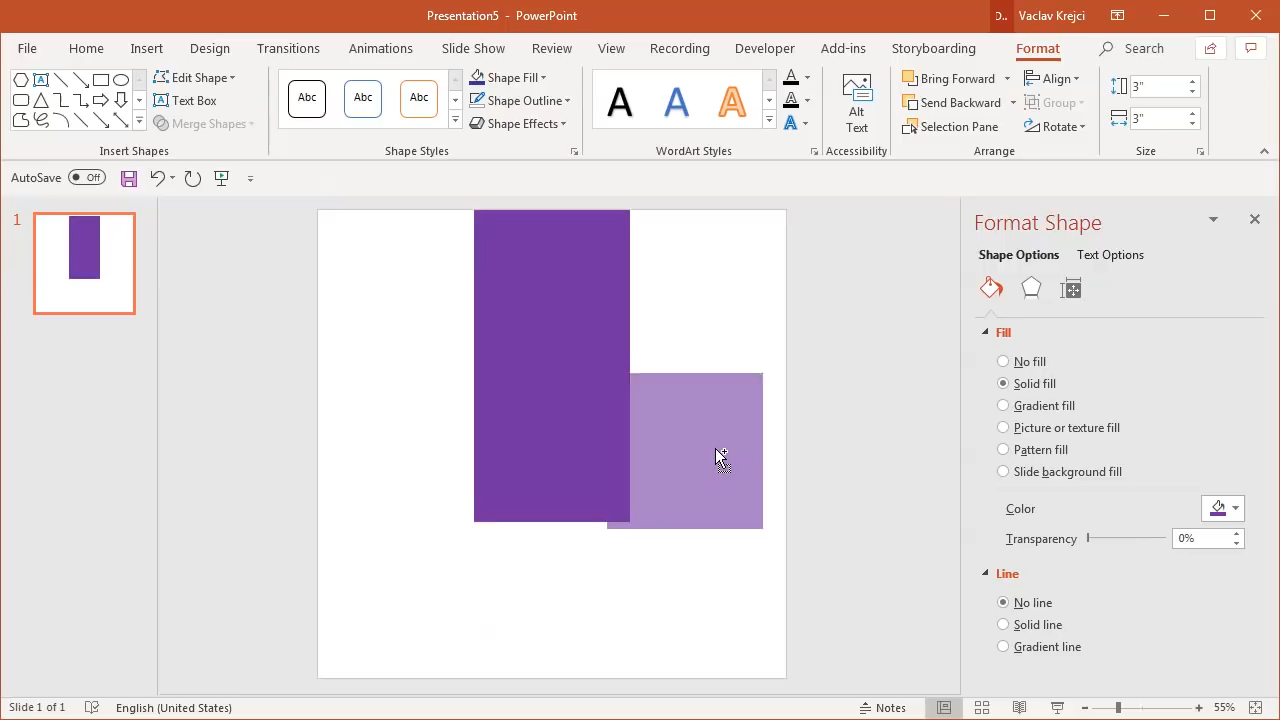 Presentation5 - PowerPoint
D..
Vaclav Krejci
File Home Insert Design Transitions Animations Slide Show Review View Recording Developer Add-ins Storyboarding Format Search
Edit Shape
Text Box
Merge Shapes
Insert Shapes
Abc Abc Abc
Shape Fill
Shape Outline
Shape Effects
Shape Styles
A A A
WordArt Styles
Alt
Text
Accessibility
Bring Forward
Send Backward
Selection Pane
Align
Group
Rotate
Arrange
3"
3"
Size
AutoSave Off
1
Format Shape
Shape Options Text Options
Fill
No fill
Solid fill
Gradient fill
Picture or texture fill
Pattern fill
Slide background fill
Color
Transparency 0%
Line
No line
Solid line
Gradient line
Slide 1 of 1 English (United States) Notes 55%